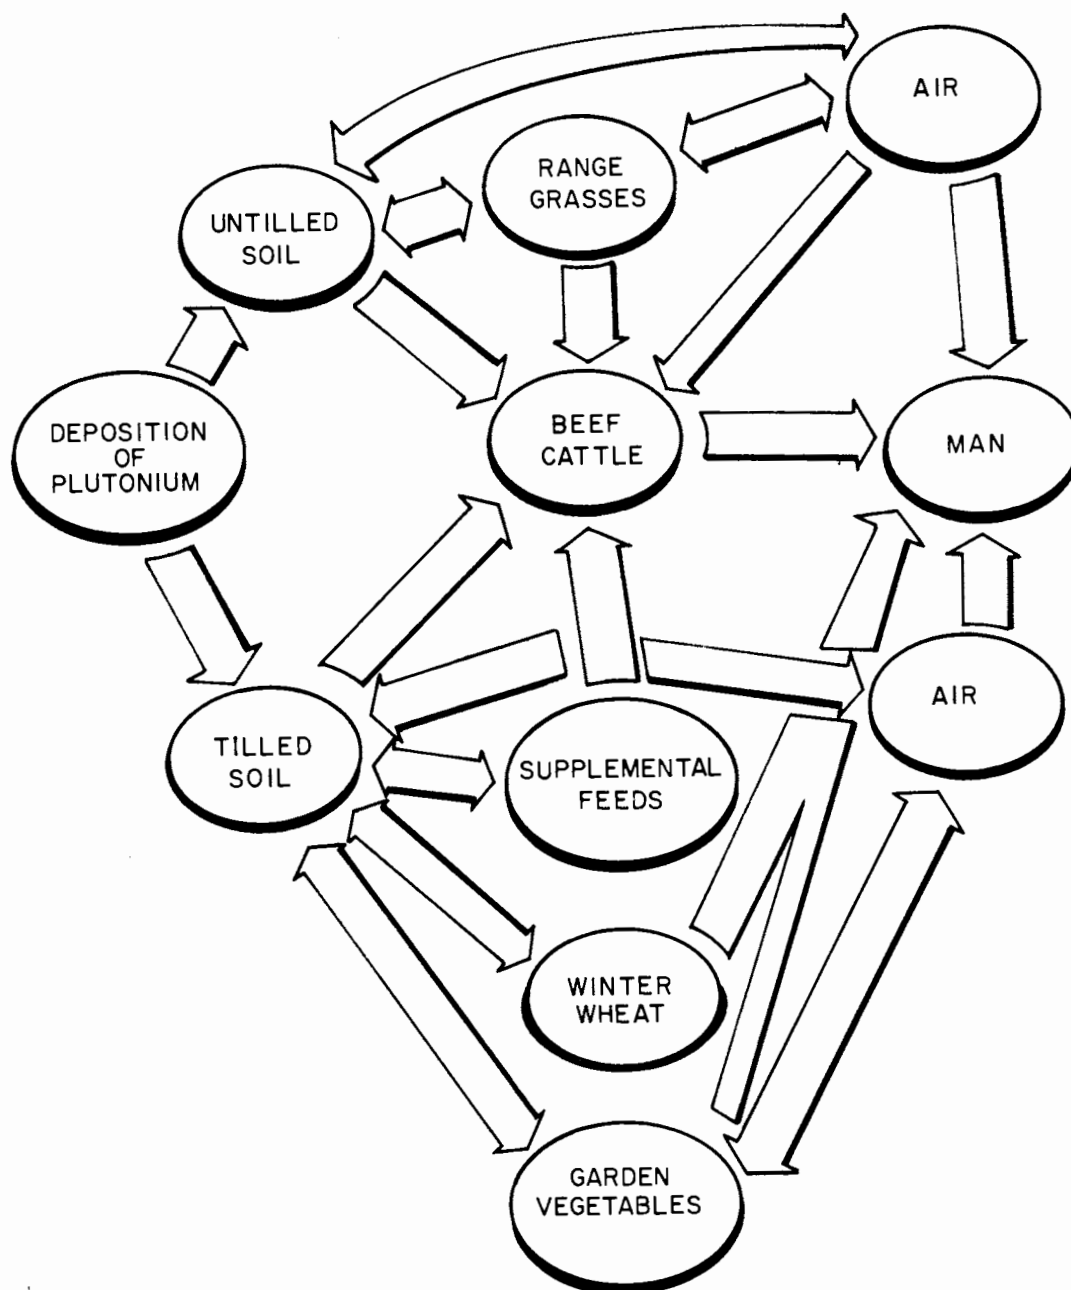 AIR
RANGE
GRASSES
UNTILLED
SOIL
DEPOSITION
OF
PLUTONIUM
BEEF
CATTLE
MAN
TILLED
SOIL
SUPPLEMENTAL
FEEDS
AIR
WINTER
WHEAT
GARDEN
VEGETABLES